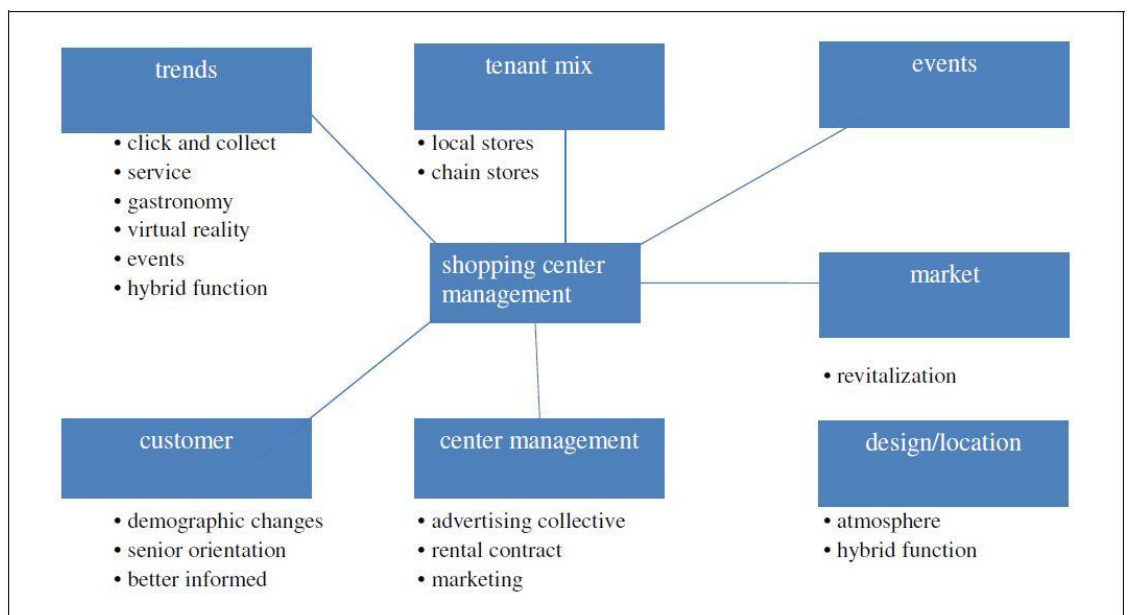 trends
• click and collect
• service
• gastronomy
• virtual reality
• events
• hybrid function
tenant mix
• local stores
• chain stores
events
shopping center
management
market
• revitalization
customer
• demographic changes
• senior orientation
• better informed
center management
• advertising collective
• rental contract
• marketing
design/location
• atmosphere
• hybrid function